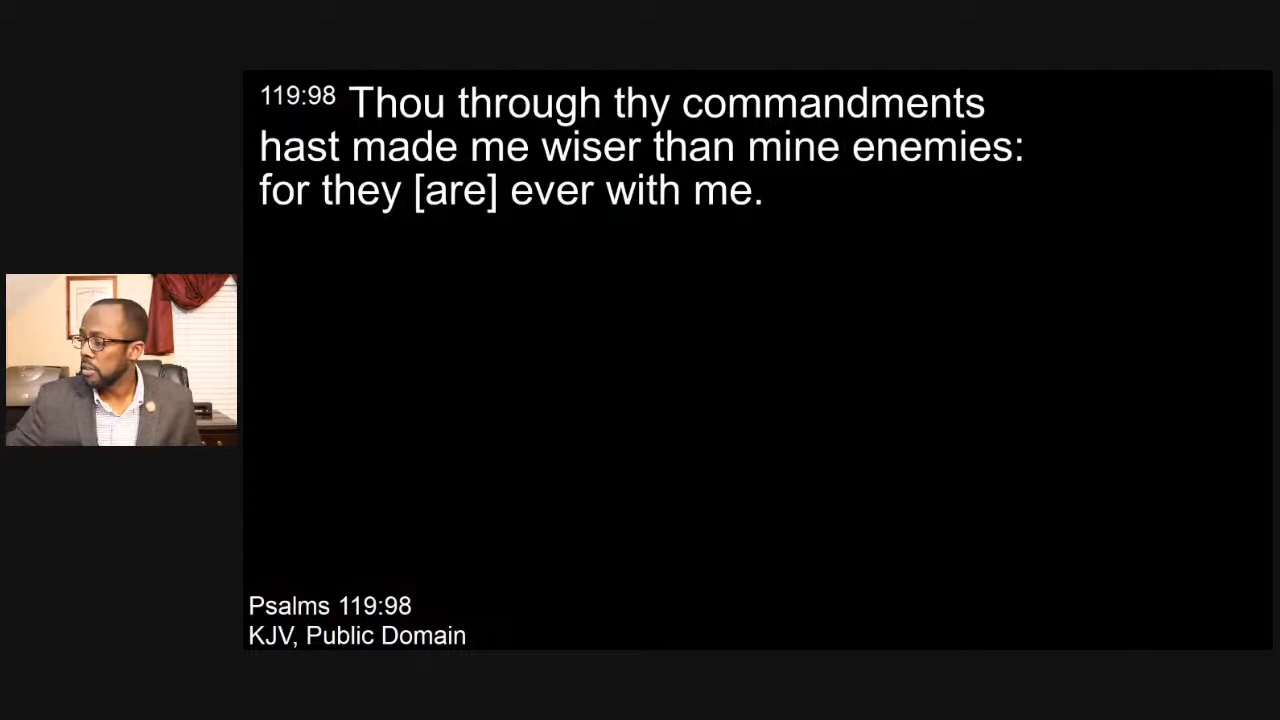 119:98 Thou through thy commandments
hast made me wiser than mine enemies:
for they [are] ever with me.
Psalms 119:98
KJV, Public Domain